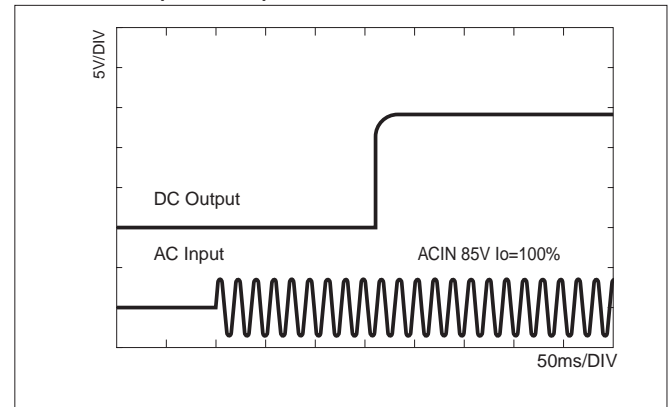 5V/DIV
DC Output
AC Input
ACIN 85V Io=100%
50ms/DIV